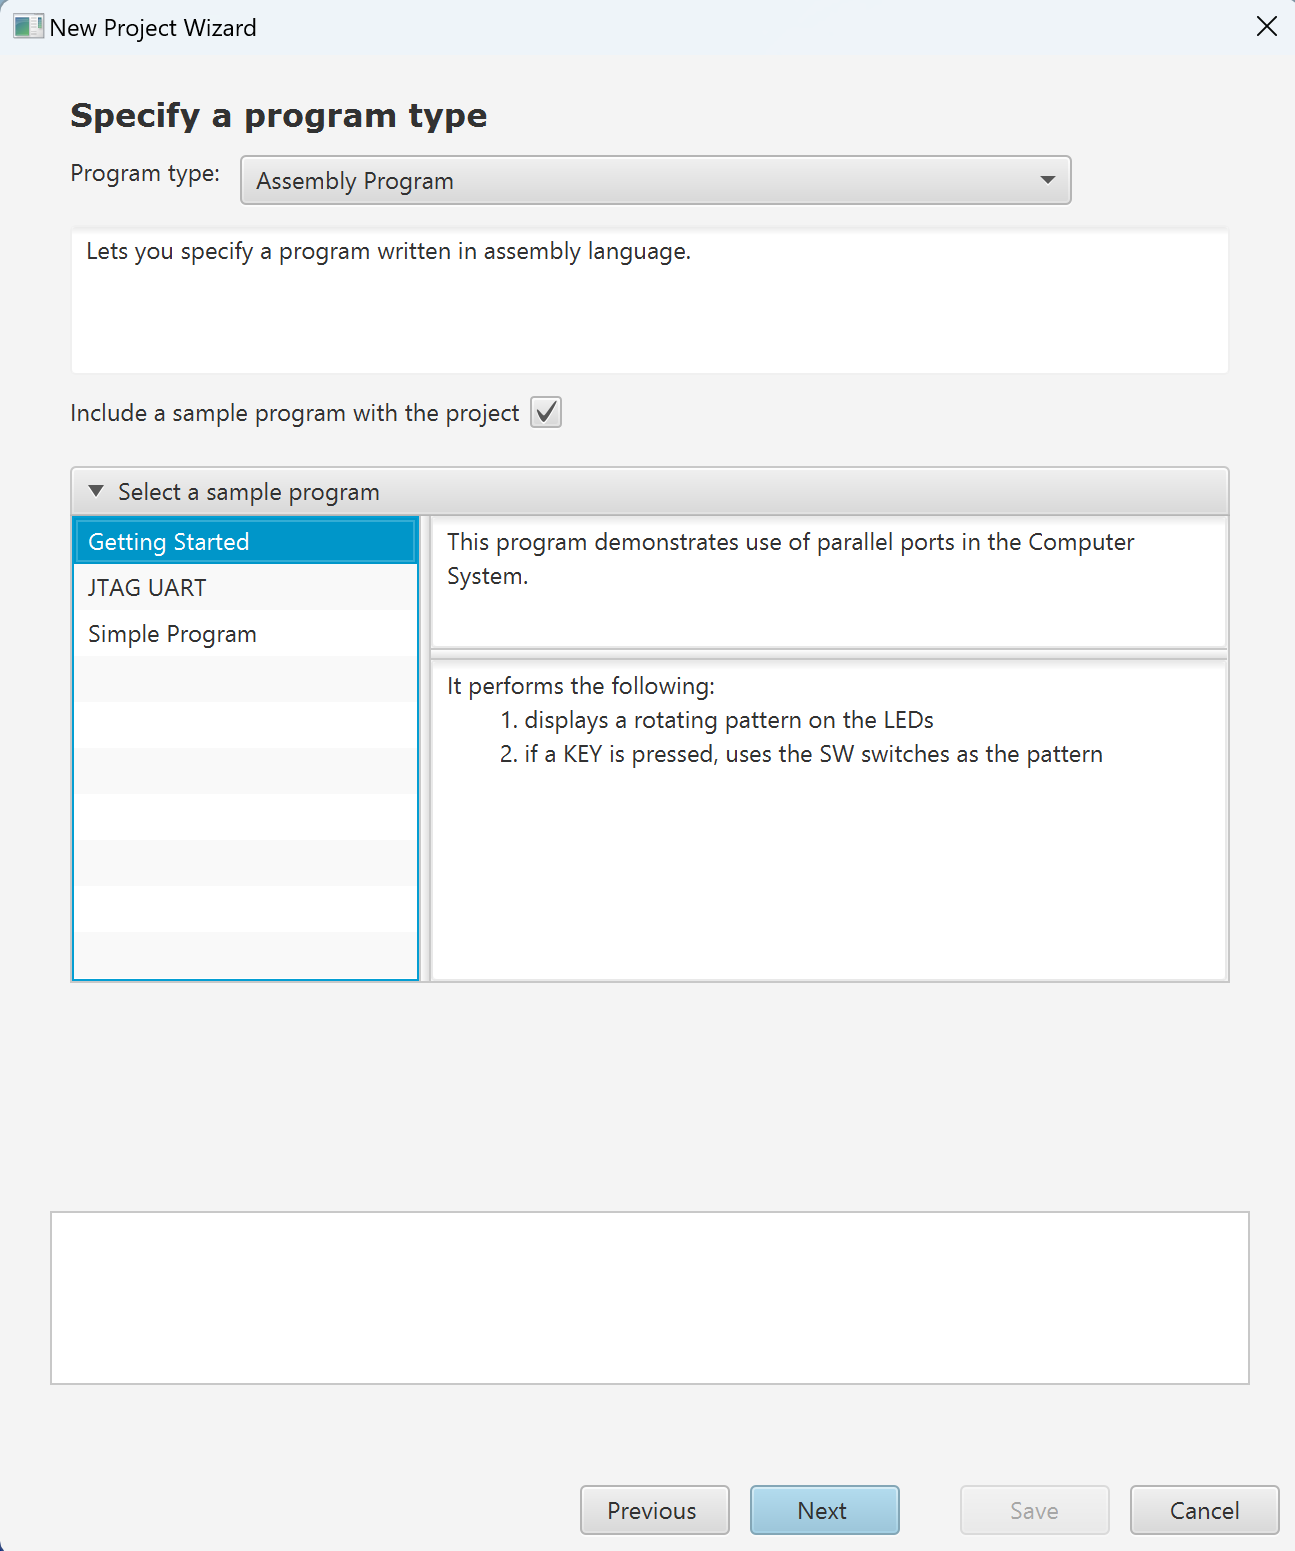 New Project Wizard
Specify a program type
Program type:
Assembly Program
Lets you specify a program written in assembly language.
Include a sample program with the project
Select a sample program
Getting Started
JTAG UART
Simple Program
This program demonstrates use of parallel ports in the Computer
System.
It performs the following:
1. displays a rotating pattern on the LEDs
2. if a KEY is pressed, uses the SW switches as the pattern
Previous
Next
Save
Cancel